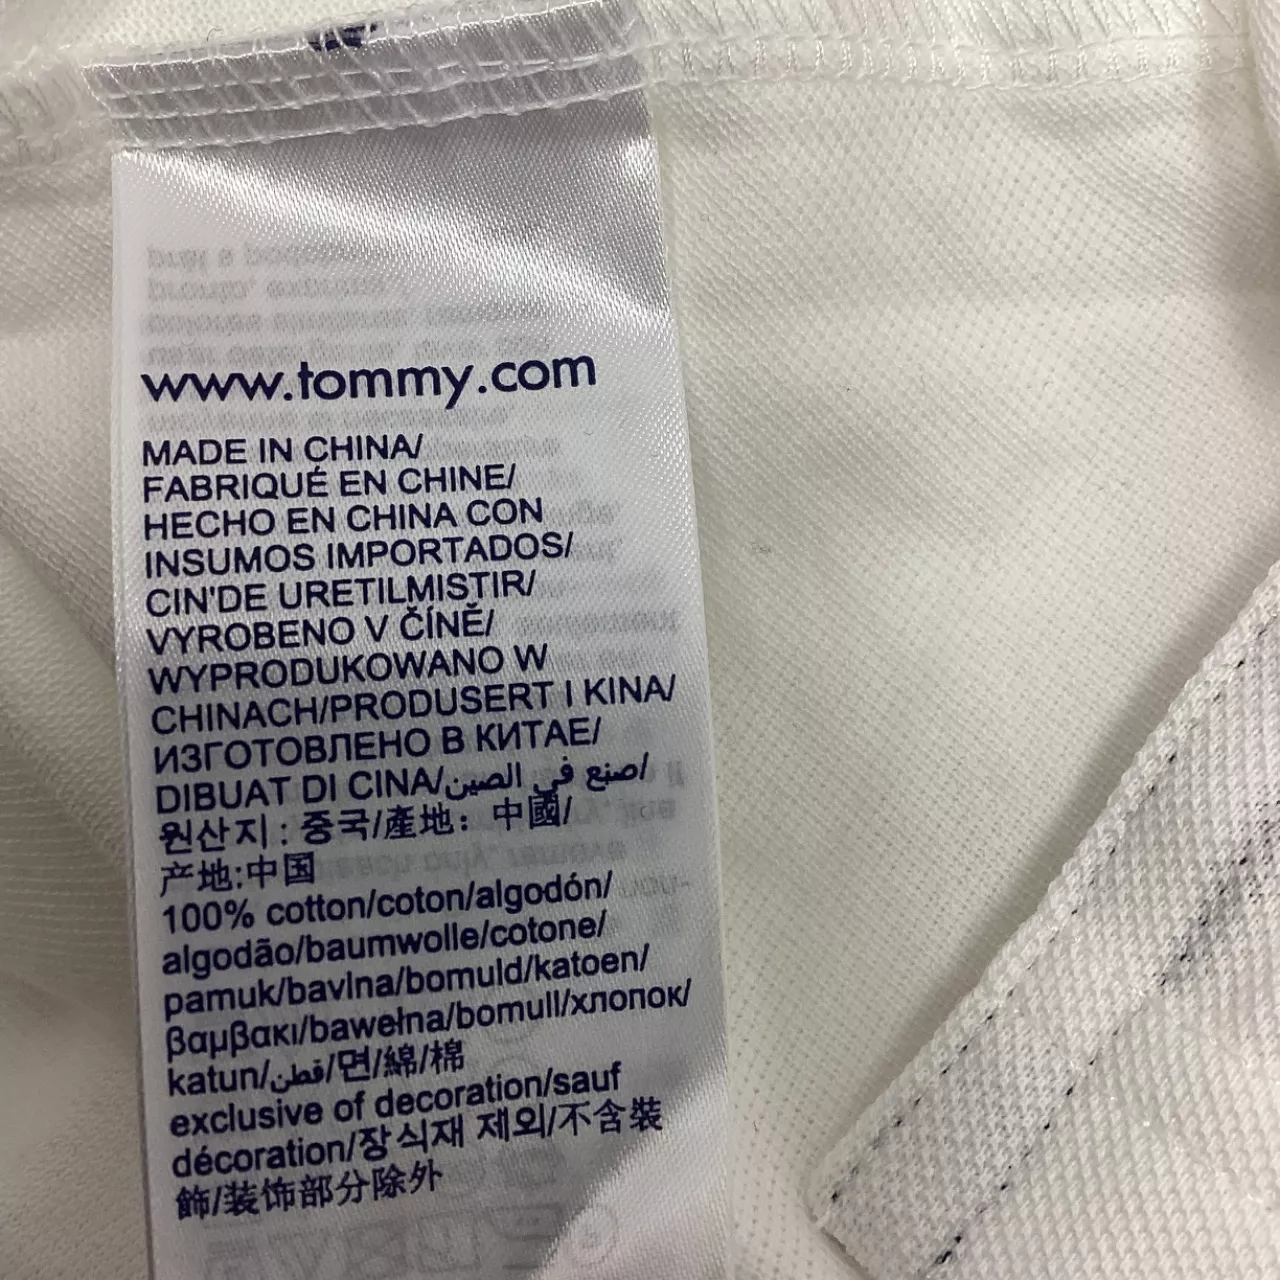 www.tommy.com
MADE IN CHINA/
FABRIQUÉ EN CHINE/
HECHO EN CHINA CON
INSUMOS IMPORTADOS/
CIN'DE URETILMISTIR/
VYROBENO V ČÍNĚ/
WYPRODUKOWANO W
CHINACH/PRODUSERT I KINA/
ИЗГОТОВЛЕНО В КИТАЕ/
DIBUAT DI CINA/صنع في الصين/
원산지 : 중국/產地：中國/
产地:中国
100% cotton/coton/algodón/
algodão/baumwolle/cotone/
pamuk/bavlna/bomuld/katoen/
βαμβακι/bawełna/bomull/хлопок/
katun/قطن/면/綿/棉
exclusive of decoration/sauf
décoration/장식재 제외/不含裝
飾/装饰部分除外